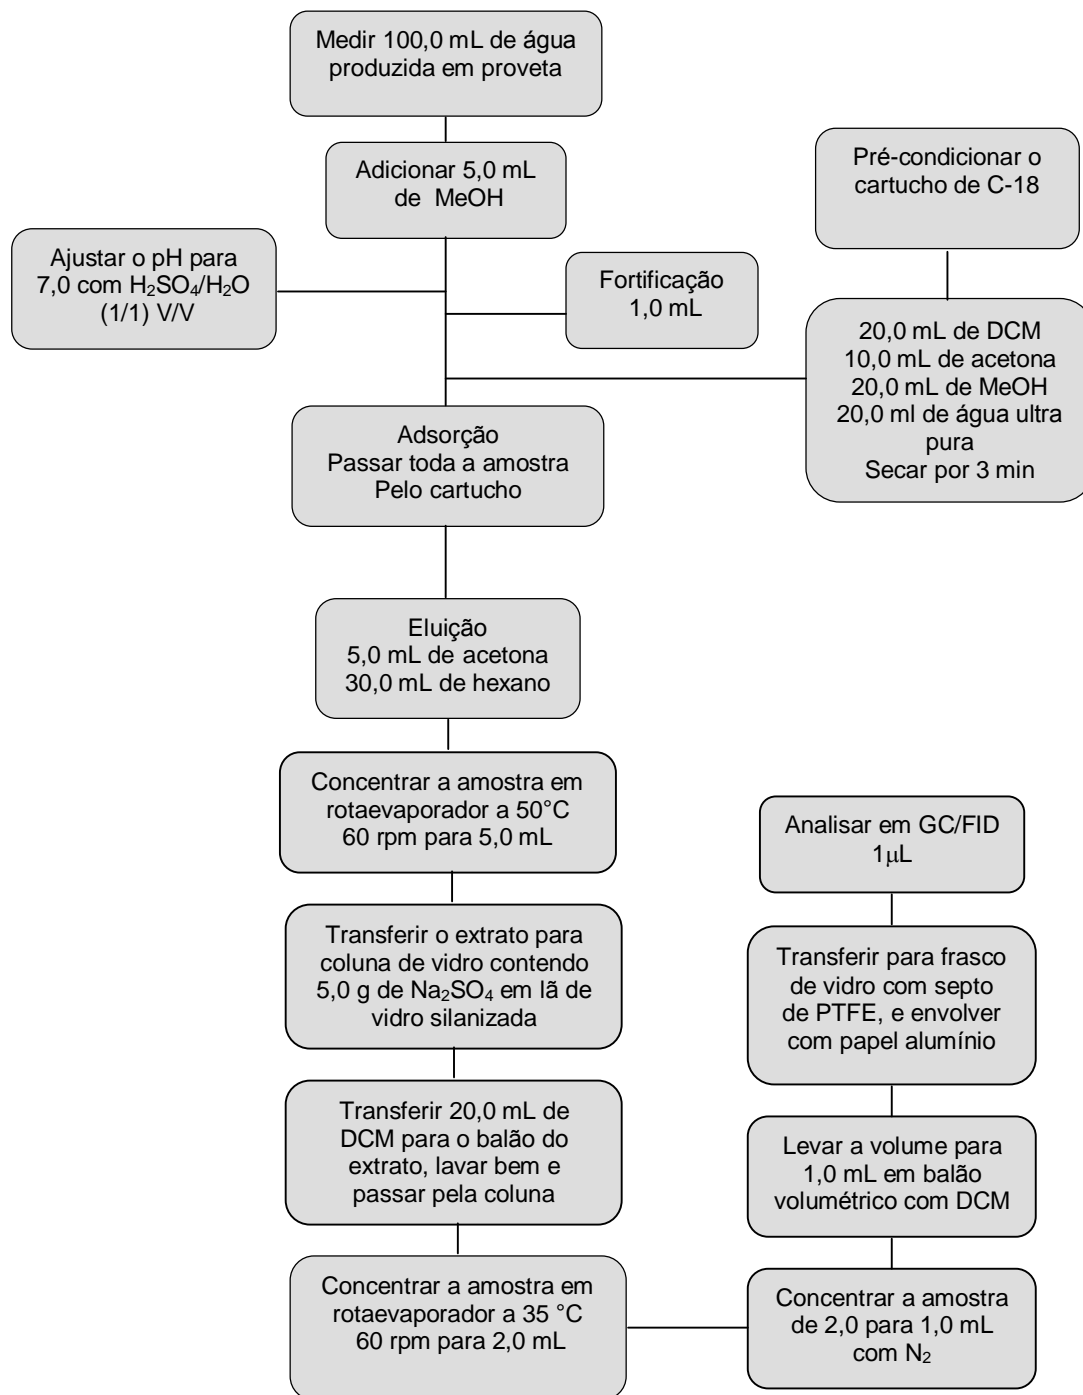 Medir 100,0 mL de água
produzida em proveta
Adicionar 5,0 mL
de MeOH
Pré-condicionar o
cartucho de C-18
Ajustar o pH para
7,0 com H₂SO₄/H₂O
(1/1) V/V
Fortificação
1,0 mL
20,0 mL de DCM
10,0 mL de acetona
20,0 mL de MeOH
20,0 ml de água ultra
pura
Secar por 3 min
Adsorção
Passar toda a amostra
Pelo cartucho
Eluição
5,0 mL de acetona
30,0 mL de hexano
Concentrar a amostra em
rotaevaporador a 50°C
60 rpm para 5,0 mL
Transferir o extrato para
coluna de vidro contendo
5,0 g de Na₂SO₄ em lã de
vidro silanizada
Transferir 20,0 mL de
DCM para o balão do
extrato, lavar bem e
passar pela coluna
Concentrar a amostra em
rotaevaporador a 35 °C
60 rpm para 2,0 mL
Concentrar a amostra
de 2,0 para 1,0 mL
com N₂
Levar a volume para
1,0 mL em balão
volumétrico com DCM
Transferir para frasco
de vidro com septo
de PTFE, e envolver
com papel alumínio
Analisar em GC/FID
1µL